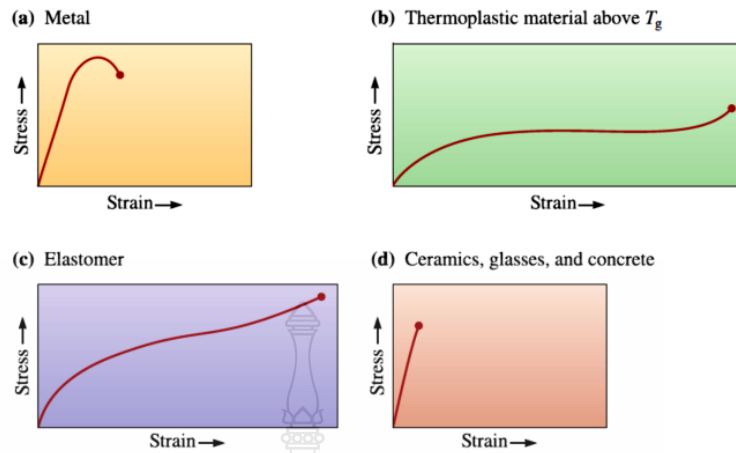 (a) Metal
Stress →
Strain →
(b) Thermoplastic material above Tg
Stress →
Strain →
(c) Elastomer
Stress →
Strain →
(d) Ceramics, glasses, and concrete
Stress →
Strain →